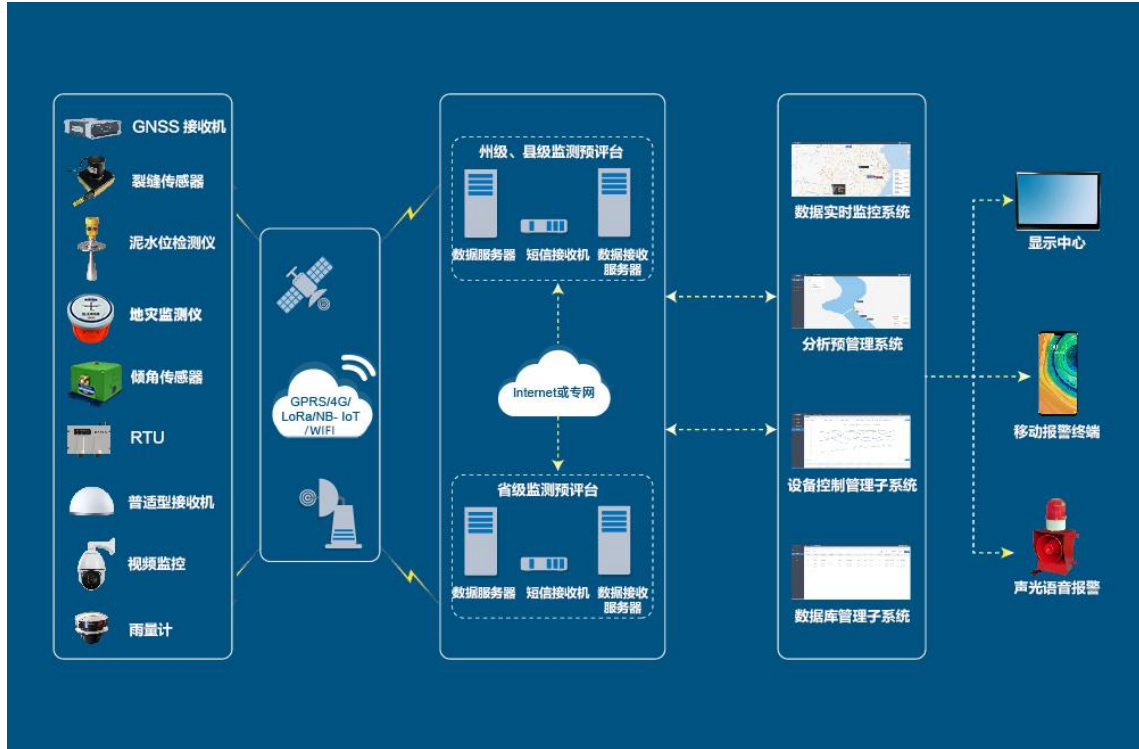 GNSS 接收机
裂缝传感器
泥水位检测仪
地灾监测仪
倾角传感器
RTU
普适型接收机
视频监控
雨量计
GPRS/4G/
LoRa/NB- IoT
/WIFI
州级、县级监测预评台
数据服务器
短信接收机
数据接收
服务器
Internet或专网
省级监测预评台
数据服务器
短信接收机
数据接收
服务器
数据实时监控系统
分析预管理系统
设备控制管理子系统
数据库管理子系统
显示中心
移动报警终端
声光语音报警